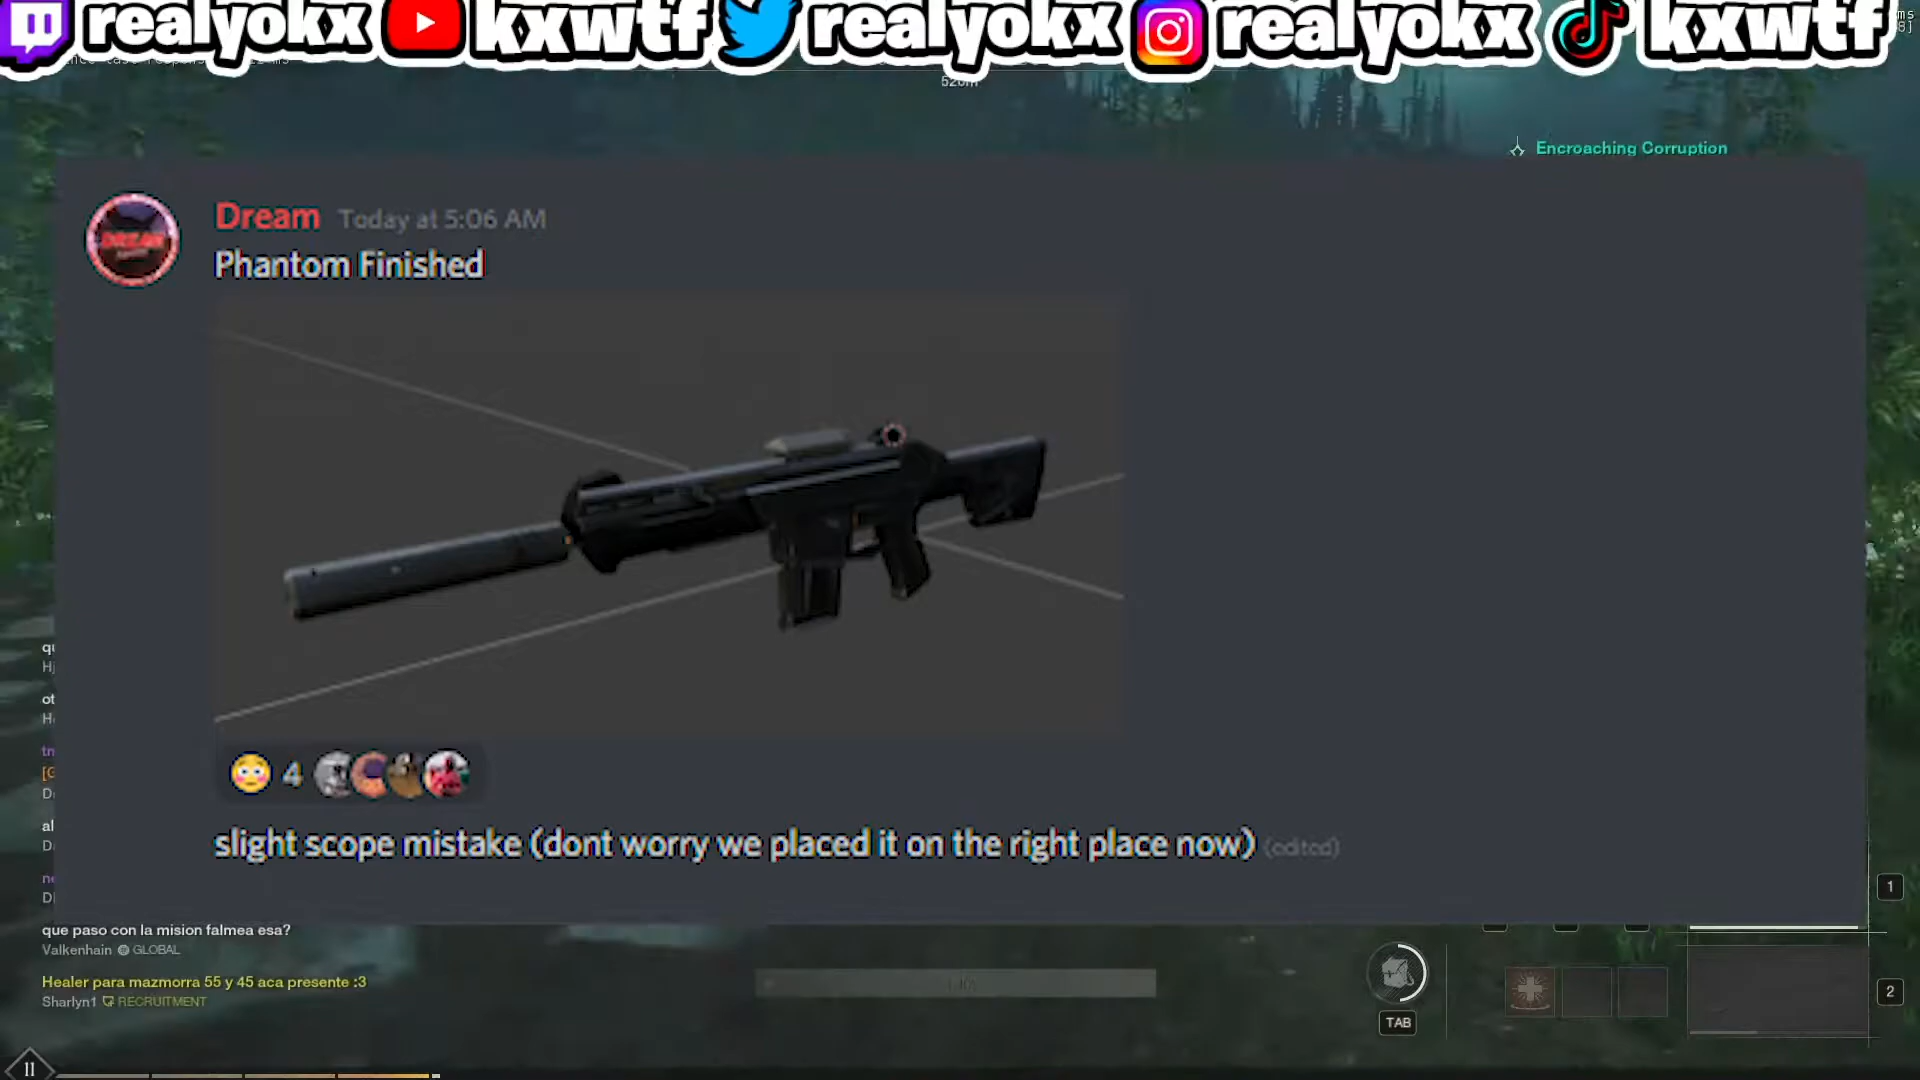 realyokx kxwtf realyokx realyokx kxwtf
Encroaching Corruption
Dream Today at 5:06 AM
Phantom Finished
4
slight scope mistake (dont worry we placed it on the right place now) (edited)
1
que paso con la mision falmea esa?
Valkenhain GLOBAL
Healer para mazmorra 55 y 45 aca presente :3
Sharlyn1 RECRUITMENT
2
TAB
11